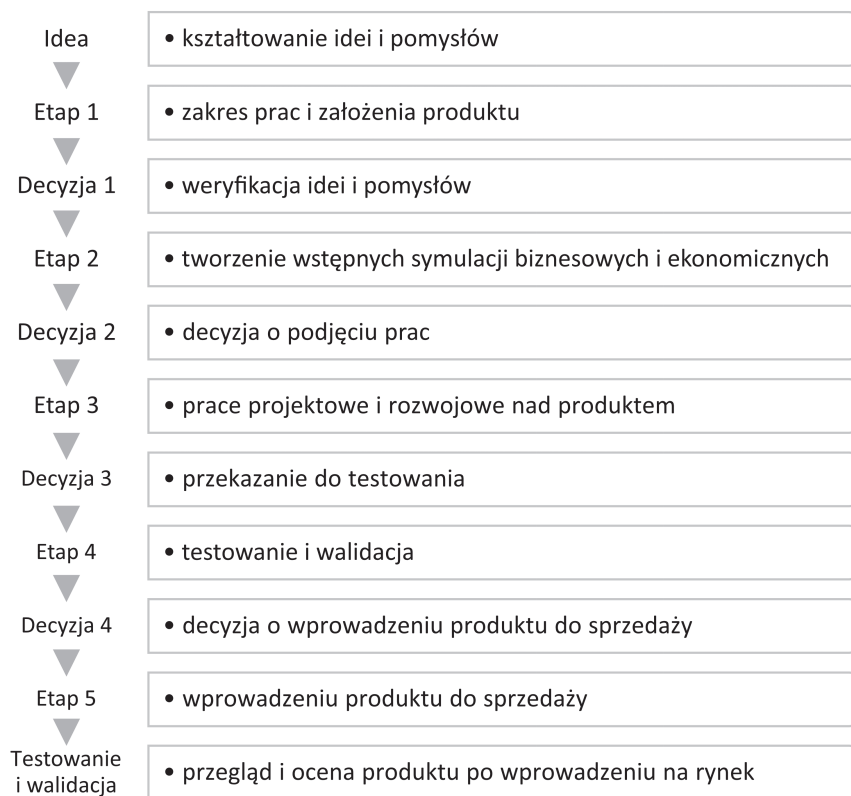 Idea
• kształtowanie idei i pomysłów
Etap 1
• zakres prac i założenia produktu
Decyzja 1
• weryfikacja idei i pomysłów
Etap 2
• tworzenie wstępnych symulacji biznesowych i ekonomicznych
Decyzja 2
• decyzja o podjęciu prac
Etap 3
• prace projektowe i rozwojowe nad produktem
Decyzja 3
• przekazanie do testowania
Etap 4
• testowanie i walidacja
Decyzja 4
• decyzja o wprowadzeniu produktu do sprzedaży
Etap 5
• wprowadzeniu produktu do sprzedaży
Testowanie
i walidacja
• przegląd i ocena produktu po wprowadzeniu na rynek